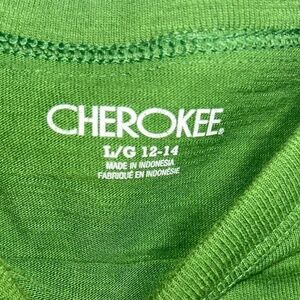 CHEROKEE®
L/G 12-14
MADE IN INDONESIA
FABRIQUÉ EN INDONÉSIE